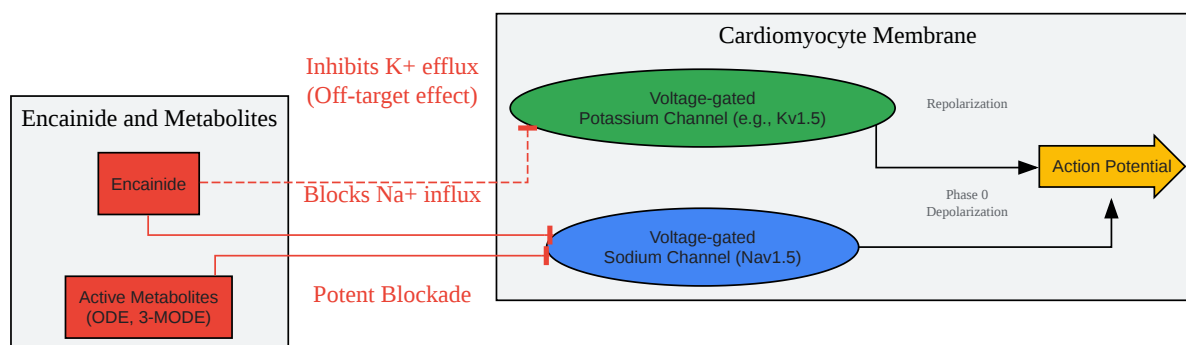 Cardiomyocyte Membrane
Inhibits K+ efflux
(Off-target effect)
Voltage-gated
Potassium Channel (e.g., Kv1.5)
Repolarization
Encainide and Metabolites
Encainide
Blocks Na+ influx
Action Potential
Phase 0
Depolarization
Voltage-gated
Sodium Channel (Nav1.5)
Active Metabolites
(ODE, 3-MODE)
Potent Blockade